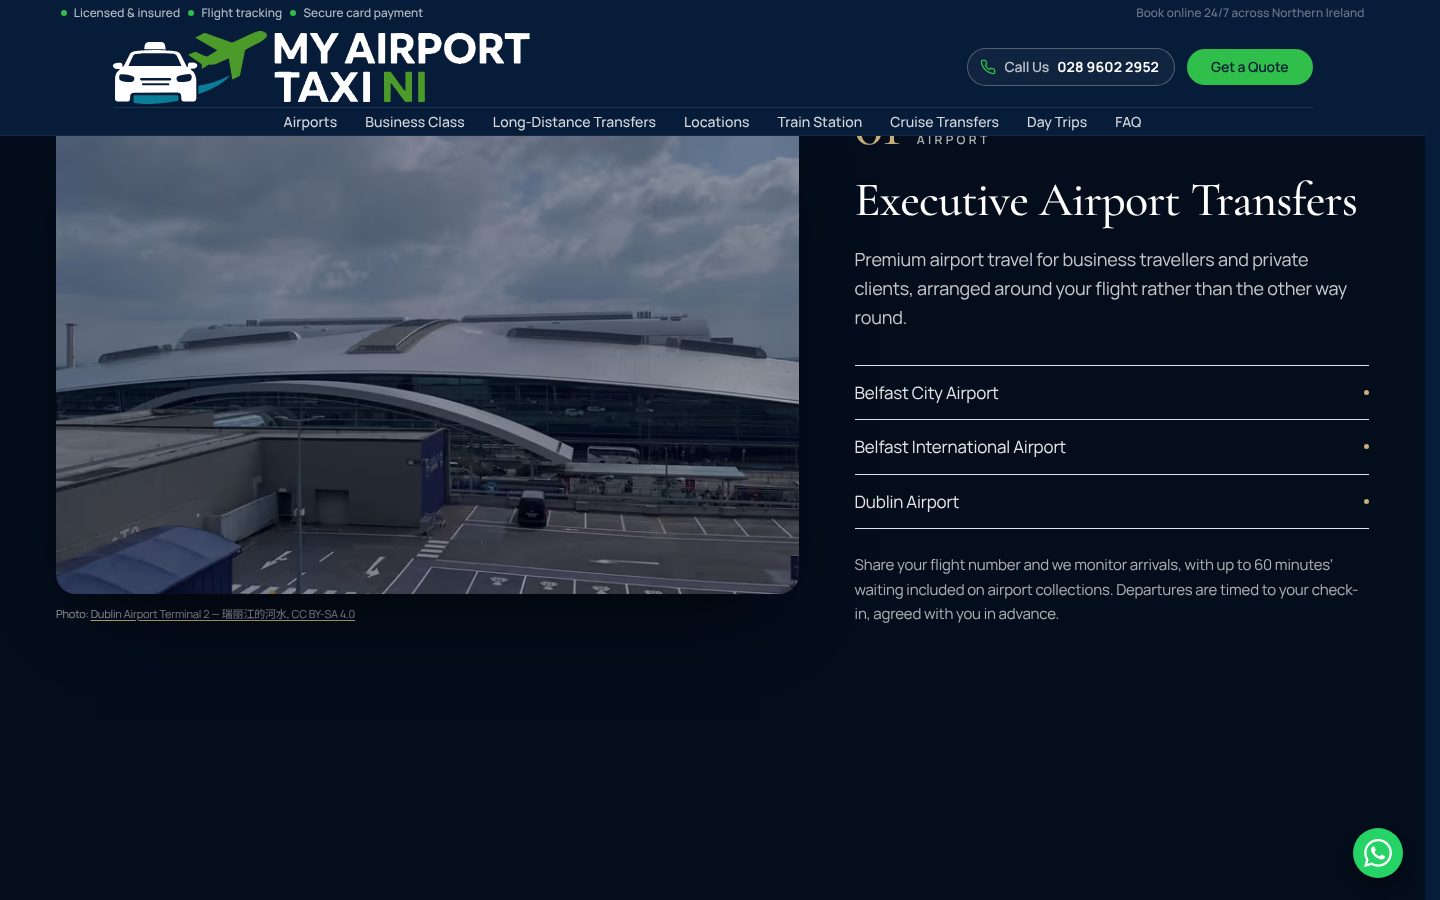 Licensed & insured Flight tracking Secure card payment
Book online 24/7 across Northern Ireland
MY AIRPORT
TAXI NI
Call Us 028 9602 2952
Get a Quote
Airports Business Class Long-Distance Transfers Locations Train Station Cruise Transfers Day Trips FAQ
AIRPORT
Executive Airport Transfers
Premium airport travel for business travellers and private
clients, arranged around your flight rather than the other way
round.
Belfast City Airport
Belfast International Airport
Dublin Airport
Share your flight number and we monitor arrivals, with up to 60 minutes'
waiting included on airport collections. Departures are timed to your check-
in, agreed with you in advance.
Photo: Dublin Airport Terminal 2 — 瑞丽江的河水, CC BY-SA 4.0